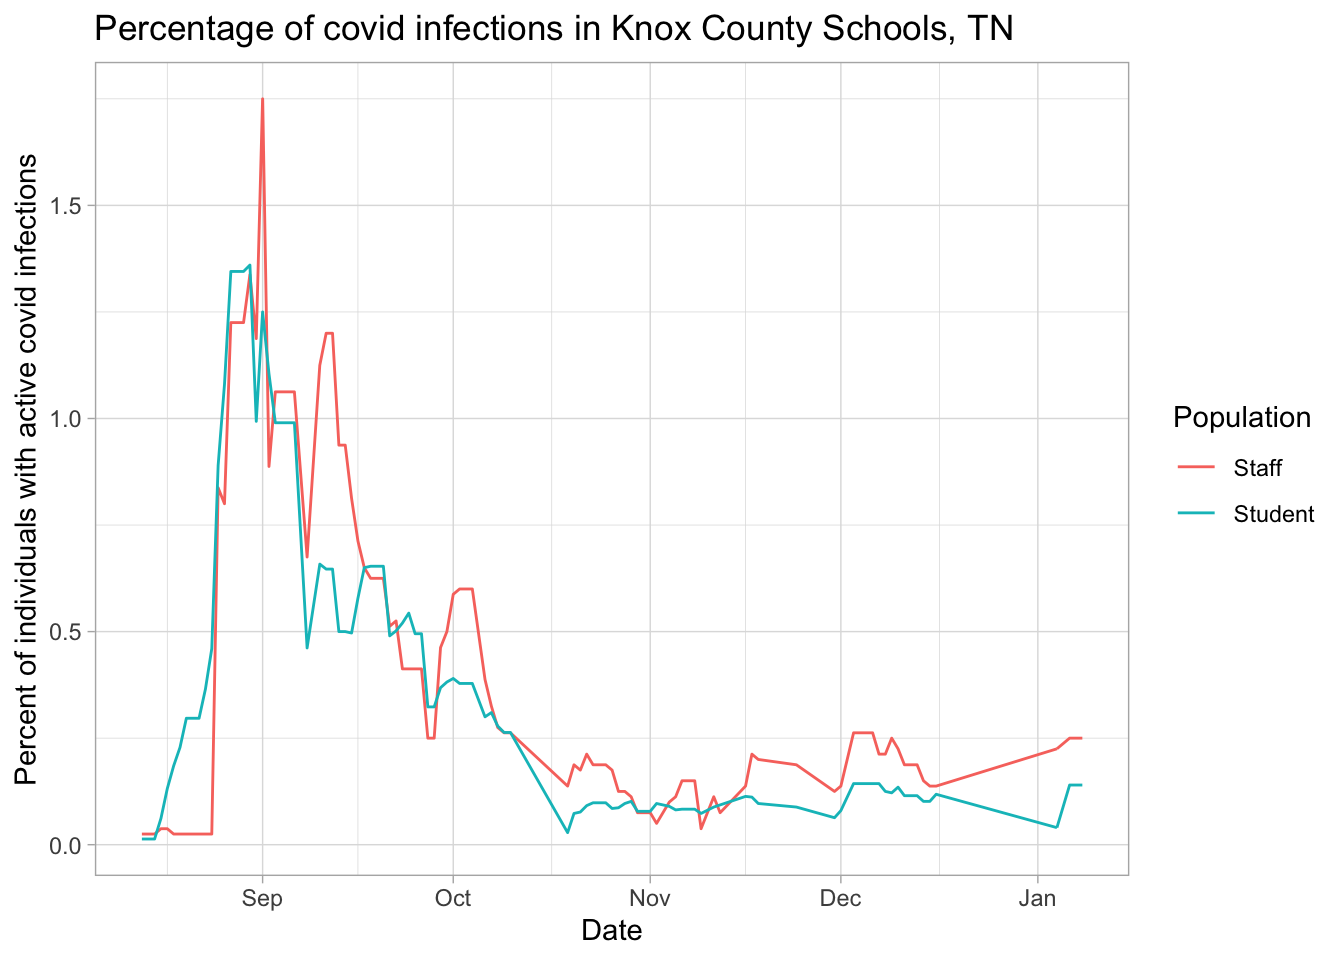 Percentage of covid infections in Knox County Schools, TN
Percent of individuals with active covid infections
1.5
1.0
0.5
0.0
Sep Oct Nov Dec Jan
Date
Population
Staff
Student